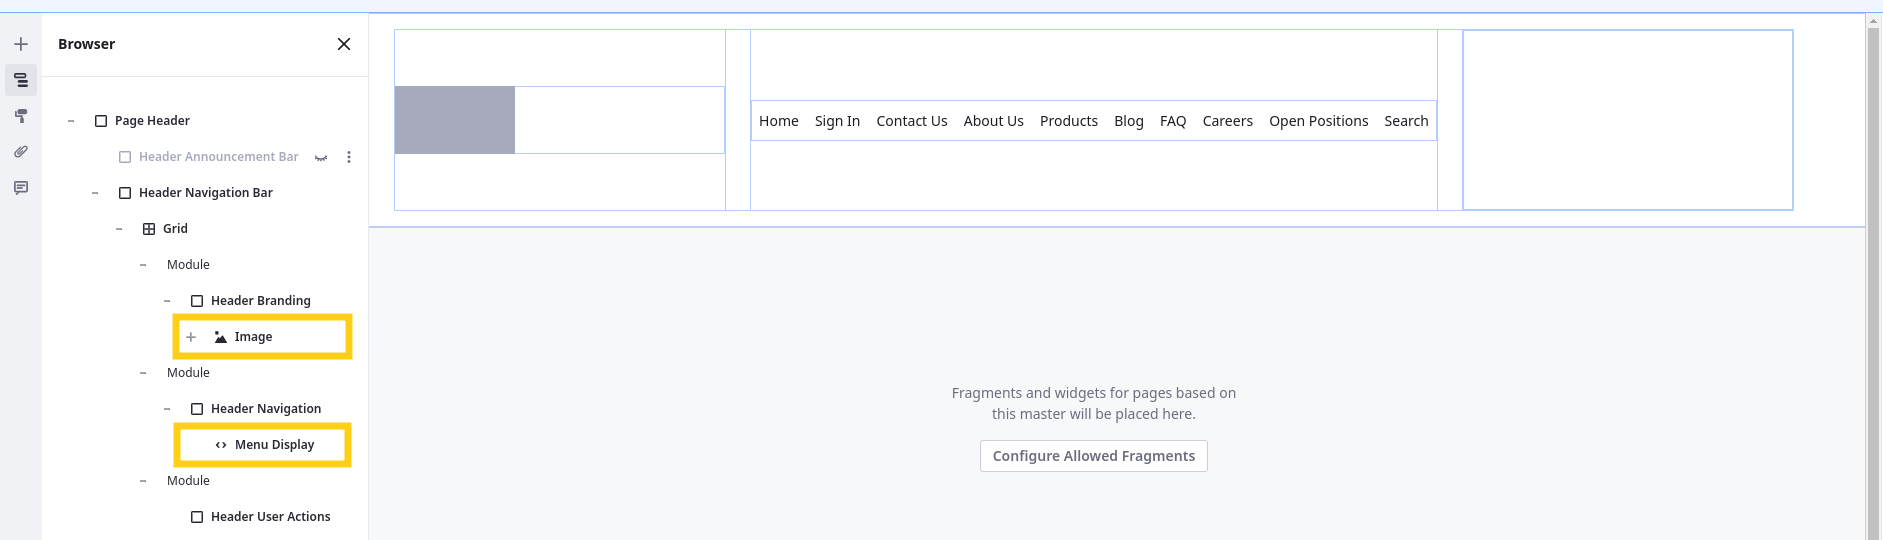 Browser
Page Header
Header Announcement Bar
Header Navigation Bar
Grid
Module
Header Branding
Image
Module
Header Navigation
Menu Display
Module
Header User Actions
Home Sign In Contact Us About Us Products Blog FAQ Careers Open Positions Search
Fragments and widgets for pages based on
this master will be placed here.
Configure Allowed Fragments